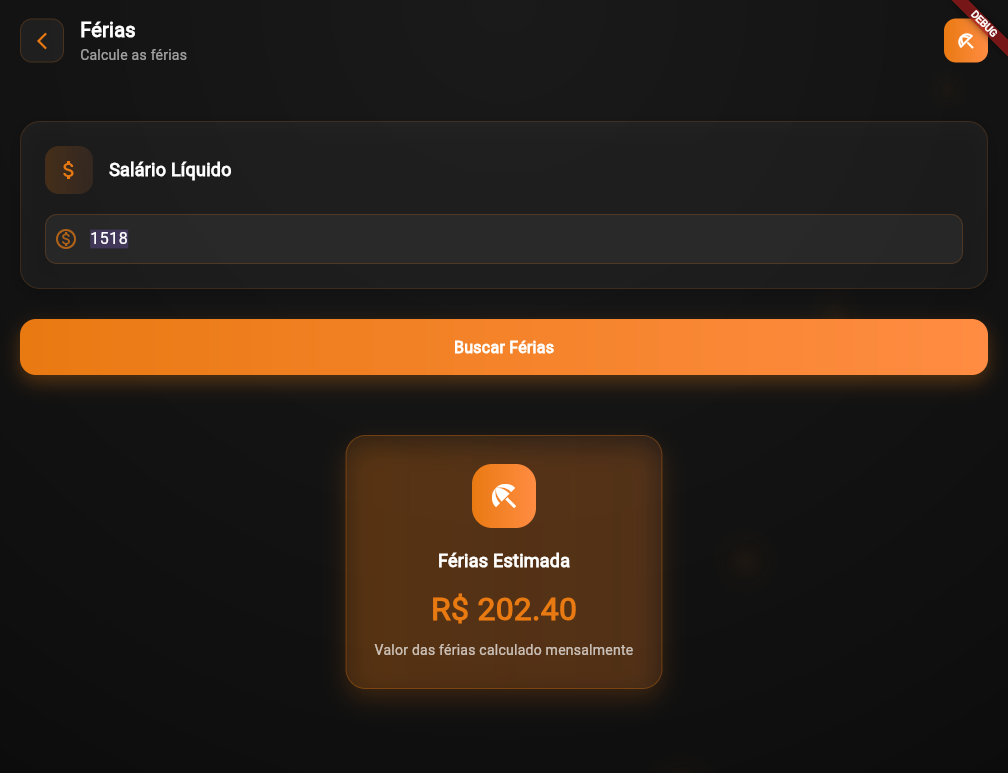 Férias
Calcule as férias
DEBUG
$
Salário Líquido
$
1518
Buscar Férias
Férias Estimada
R$ 202.40
Valor das férias calculado mensalmente